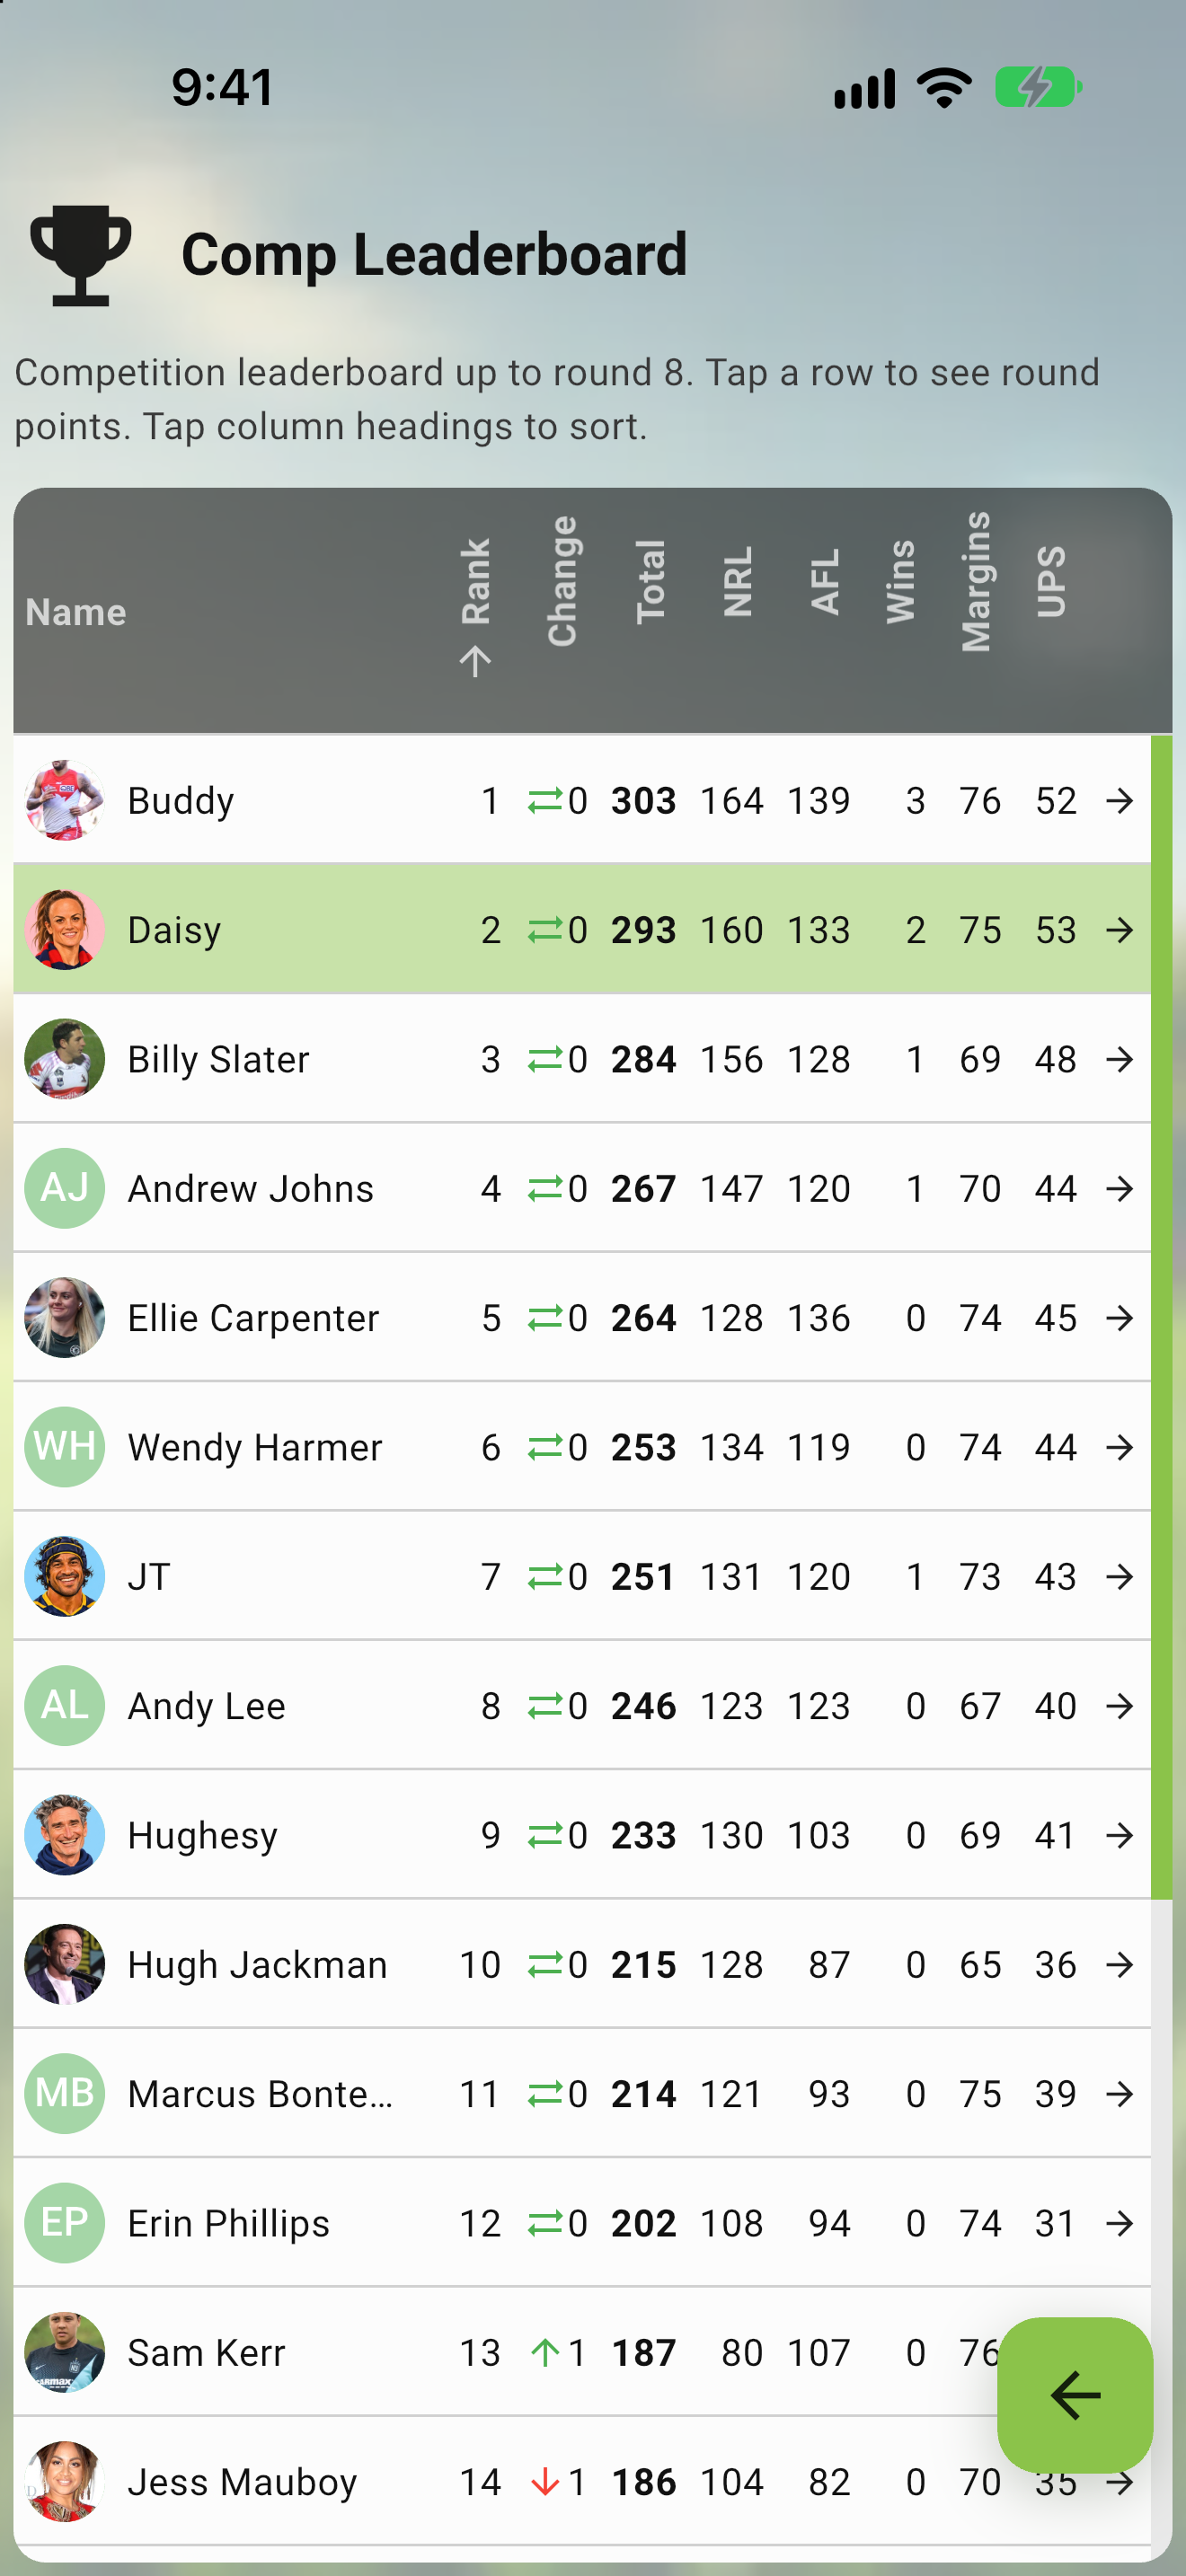 9:41
Comp Leaderboard
Competition leaderboard up to round 8. Tap a row to see round
points. Tap column headings to sort.
Name Rank Change Total NRL AFL Wins Margins UPS
Buddy 1 0 303 164 139 3 76 52
Daisy 2 0 293 160 133 2 75 53
Billy Slater 3 0 284 156 128 1 69 48
AJ Andrew Johns 4 0 267 147 120 1 70 44
Ellie Carpenter 5 0 264 128 136 0 74 45
WH Wendy Harmer 6 0 253 134 119 0 74 44
JT 7 0 251 131 120 1 73 43
AL Andy Lee 8 0 246 123 123 0 67 40
Hughesy 9 0 233 130 103 0 69 41
Hugh Jackman 10 0 215 128 87 0 65 36
MB Marcus Bonte... 11 0 214 121 93 0 75 39
EP Erin Phillips 12 0 202 108 94 0 74 31
Sam Kerr 13 1 187 80 107 0 76
Jess Mauboy 14 1 186 104 82 0 70 35